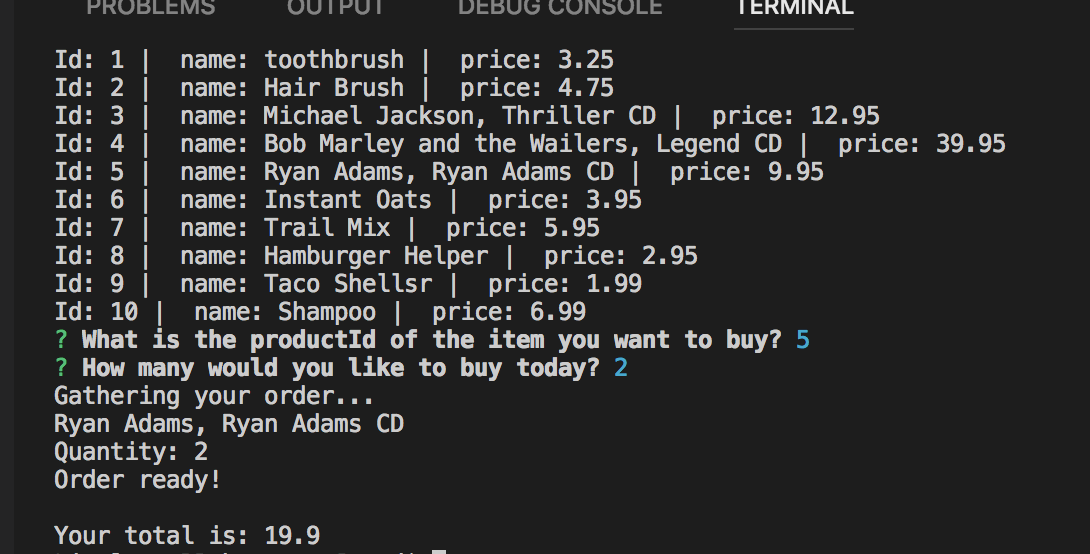 PROBLEMS OUTPUT DEBUG CONSOLE TERMINAL
Id: 1 |  name: toothbrush |  price: 3.25
Id: 2 |  name: Hair Brush |  price: 4.75
Id: 3 |  name: Michael Jackson, Thriller CD |  price: 12.95
Id: 4 |  name: Bob Marley and the Wailers, Legend CD |  price: 39.95
Id: 5 |  name: Ryan Adams, Ryan Adams CD |  price: 9.95
Id: 6 |  name: Instant Oats |  price: 3.95
Id: 7 |  name: Trail Mix |  price: 5.95
Id: 8 |  name: Hamburger Helper |  price: 2.95
Id: 9 |  name: Taco Shellsr |  price: 1.99
Id: 10 |  name: Shampoo |  price: 6.99
? What is the productId of the item you want to buy? 5
? How many would you like to buy today? 2
Gathering your order...
Ryan Adams, Ryan Adams CD
Quantity: 2
Order ready!
Your total is: 19.9